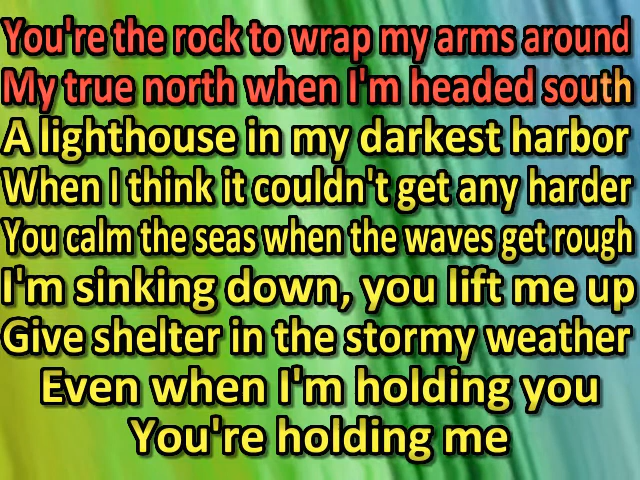 You're the rock to wrap my arms around
My true north when I'm headed south
A lighthouse in my darkest harbor
When I think it couldn't get any harder
You calm the seas when the waves get rough
I'm sinking down, you lift me up
Give shelter in the stormy weather
Even when I'm holding you
You're holding me